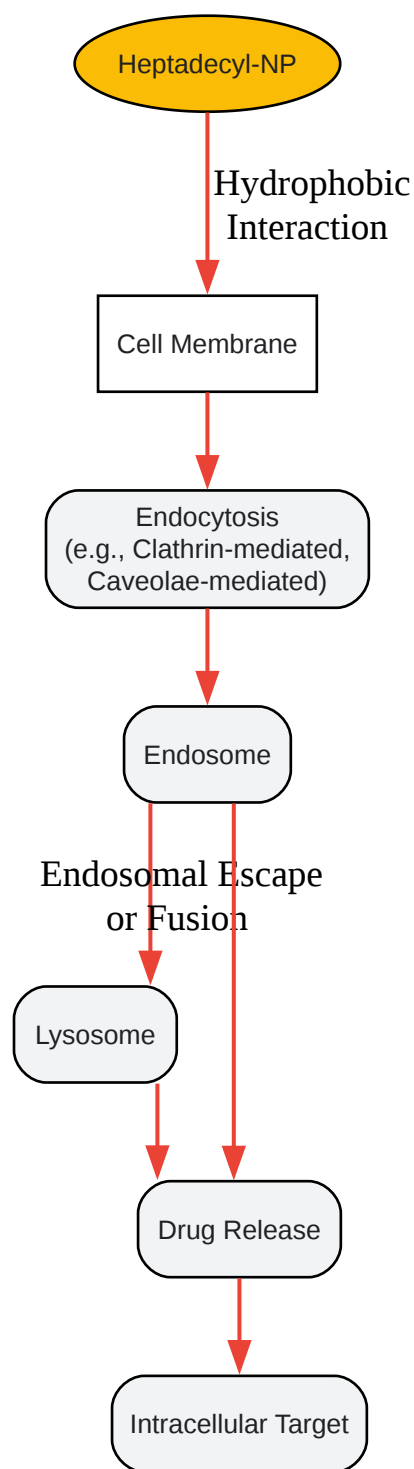 Heptadecyl-NP
Hydrophobic
Interaction
Cell Membrane
Endocytosis
(e.g., Clathrin-mediated,
Caveolae-mediated)
Endosome
Endosomal Escape
or Fusion
Lysosome
Drug Release
Intracellular Target